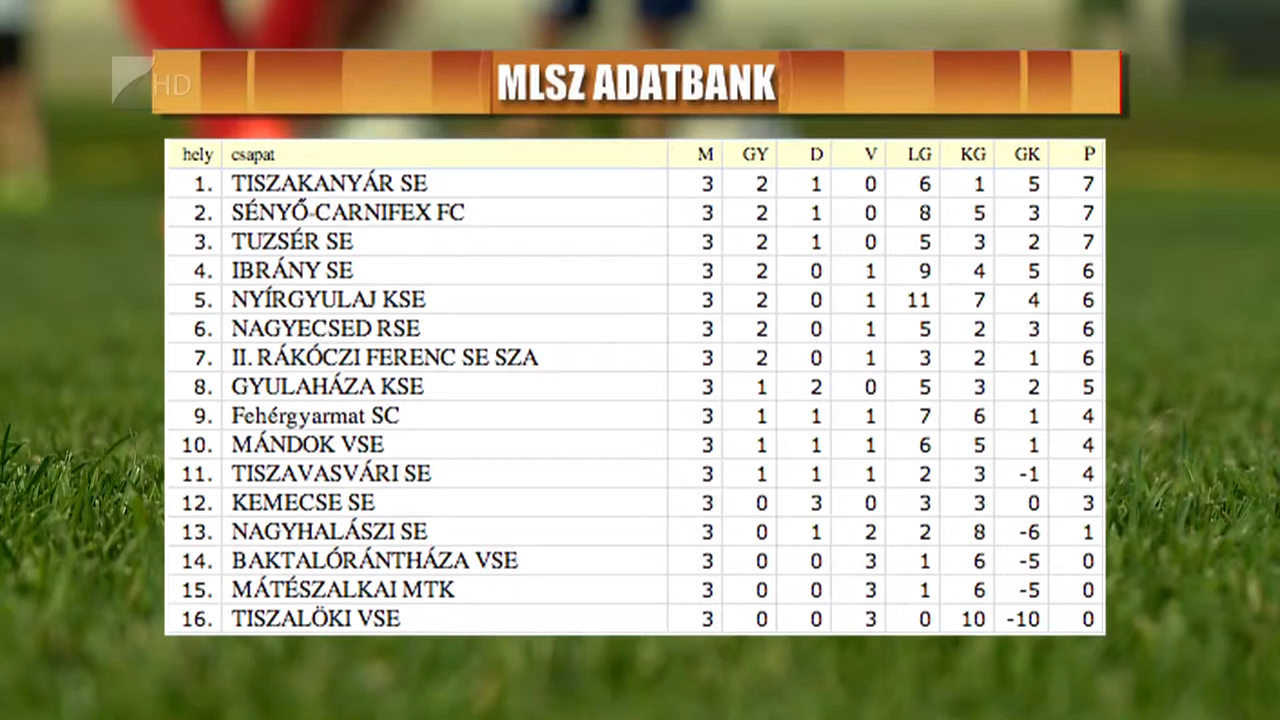 HD
MLSZ ADATBANK
hely csapat M GY D V LG KG GK P
1. TISZAKANYÁR SE 3 2 1 0 6 1 5 7
2. SÉNYŐ-CARNIFEX FC 3 2 1 0 8 5 3 7
3. TUZSÉR SE 3 2 1 0 5 3 2 7
4. IBRÁNY SE 3 2 0 1 9 4 5 6
5. NYÍRGYULAJ KSE 3 2 0 1 11 7 4 6
6. NAGYECSED RSE 3 2 0 1 5 2 3 6
7. II. RÁKÓCZI FERENC SE SZA 3 2 0 1 3 2 1 6
8. GYULAHÁZA KSE 3 1 2 0 5 3 2 5
9. Fehérgyarmat SC 3 1 1 1 7 6 1 4
10. MÁNDOK VSE 3 1 1 1 6 5 1 4
11. TISZAVASVÁRI SE 3 1 1 1 2 3 -1 4
12. KEMECSE SE 3 0 3 0 3 3 0 3
13. NAGYHALÁSZI SE 3 0 1 2 2 8 -6 1
14. BAKTALÓRÁNTHÁZA VSE 3 0 0 3 1 6 -5 0
15. MÁTÉSZALKAI MTK 3 0 0 3 1 6 -5 0
16. TISZALÖKI VSE 3 0 0 3 0 10 -10 0